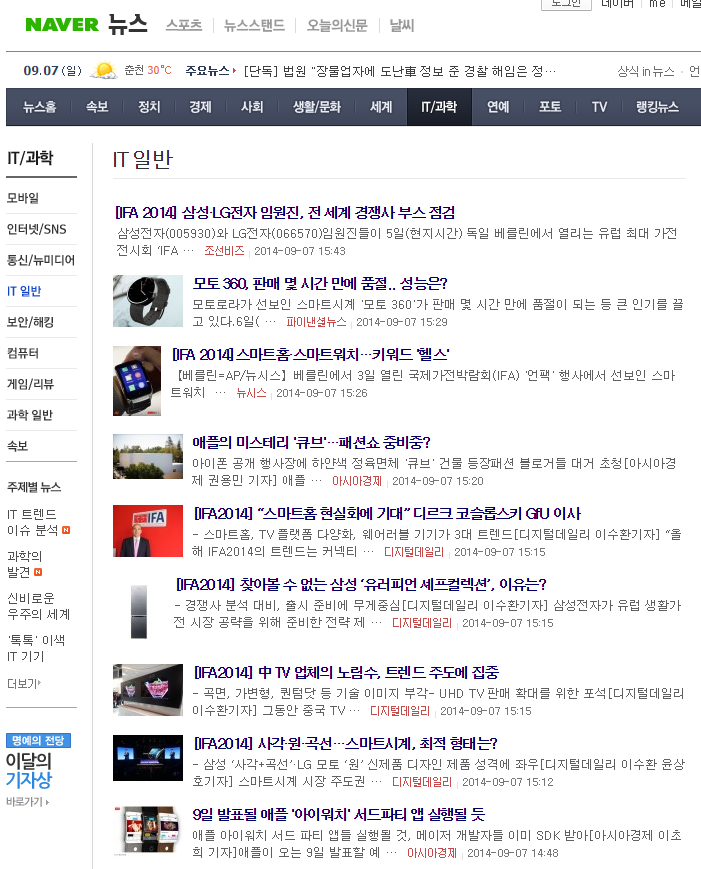 로그인 네이버 me 메일
NAVER 뉴스 스포츠 뉴스스탠드 오늘의신문 날씨
09.07 (일) 춘천 30°C 주요뉴스 [단독] 법원 "장물업자에 도난車 정보 준 경찰 해임은 정… 상식 in 뉴스 · 언
뉴스홈 속보 정치 경제 사회 생활/문화 세계 IT/과학 연예 포토 TV 랭킹뉴스
IT/과학
모바일
인터넷/SNS
통신/뉴미디어
IT 일반
보안/해킹
컴퓨터
게임/리뷰
과학 일반
속보
주제별 뉴스
IT 트렌드
이슈 분석 N
과학의
발견 N
신비로운
우주의 세계
'톡톡' 이색
IT 기기
더보기
명예의 전당
이달의
기자상
바로가기
IT 일반
[IFA 2014] 삼성·LG전자 임원진, 전 세계 경쟁사 부스 점검
삼성전자(005930)와 LG전자(066570)임원진들이 5일(현지시간) 독일 베를린에서 열리는 유럽 최대 가전
전시회 'IFA … 조선비즈 2014-09-07 15:43
모토 360, 판매 몇 시간 만에 품절.. 성능은?
모토로라가 선보인 스마트시계 '모토 360'가 판매 몇 시간 만에 품절이 되는 등 큰 인기를 끌
고 있다.6일( … 파이낸셜뉴스 2014-09-07 15:29
[IFA 2014]스마트홈·스마트워치…키워드 '헬스'
【베를린=AP/뉴시스】베를린에서 3일 열린 국제가전박람회(IFA) '언팩' 행사에서 선보인 스마
트워치 … 뉴시스 2014-09-07 15:26
애플의 미스테리 '큐브'…패션쇼 중비중?
아이폰 공개 행사장에 하얀색 정육면체 '큐브' 건물 등장패션 블로거들 대거 초청[아시아경
제 권용민 기자] 애플 … 아시아경제 2014-09-07 15:20
IFA
[IFA2014] "스마트홈 현실화에 기대" 디르크 코슬롭스키 GfU 이사
- 스마트홈, TV 플랫폼 다양화, 웨어러블 기기가 3대 트렌드[디지털데일리 이수환기자] "올
해 IFA2014의 트렌드는 커넥티 … 디지털데일리 2014-09-07 15:15
[IFA2014] 찾아볼 수 없는 삼성 '유러피언 셰프컬렉션', 이유는?
- 경쟁사 분석 대비, 출시 준비에 무게중심[디지털데일리 이수환기자] 삼성전자가 유럽 생활가
전 시장 공략을 위해 준비한 전략 제 … 디지털데일리 2014-09-07 15:15
[IFA2014] 中 TV 업체의 노림수, 트렌드 주도에 집중
- 곡면, 가변형, 퀀텀닷 등 기술 이미지 부각- UHD TV 판매 확대를 위한 포석[디지털데일리
이수환기자] 그동안 중국 TV … 디지털데일리 2014-09-07 15:15
[IFA2014] 사각·원·곡선…스마트시계, 최적 형태는?
- 삼성 '사각+곡선'·LG 모토 '원' 신제품 디자인 제품 성격에 좌우[디지털데일리 이수환 윤상
호기자] 스마트시계 시장 주도권 … 디지털데일리 2014-09-07 15:12
9일 발표될 애플 '아이워치' 서드파티 앱 실행될 듯
애플 아이워치 서드 파티 앱들 실행될 것, 메이저 개발자들 이미 SDK 받아[아시아경제 이초
희 기자]애플이 오는 9일 발표할 예 … 아시아경제 2014-09-07 14:48